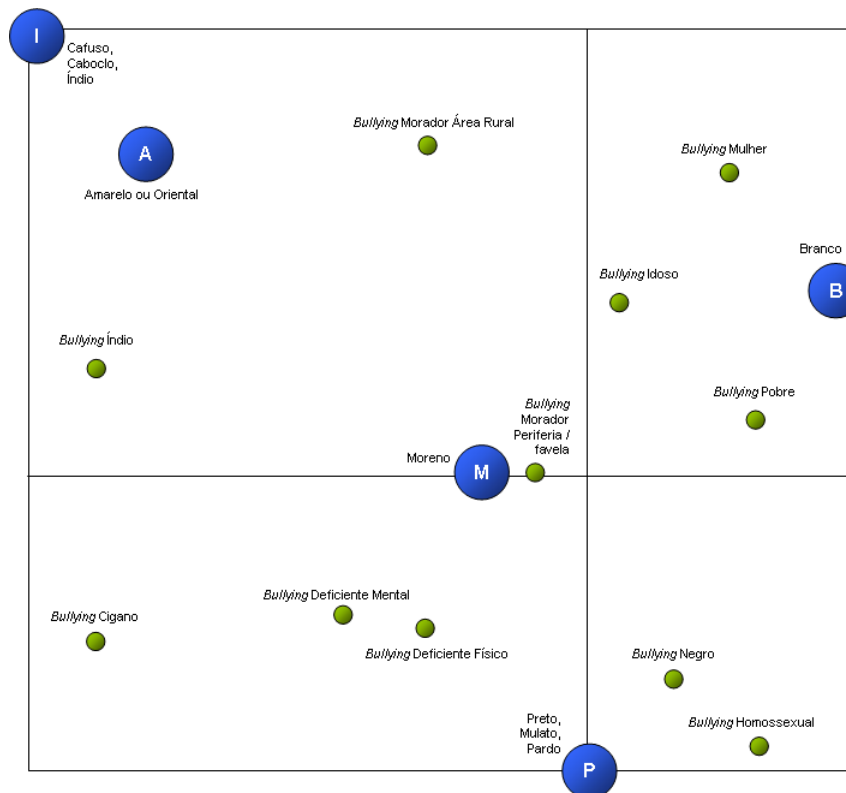 I
Cafuso,
Caboclo,
Índio
Bullying Morador Área Rural
A
Amarelo ou Oriental
Bullying Mulher
Branco
B
Bullying Idoso
Bullying Índio
Bullying Pobre
Bullying
Morador
Periferia /
favela
Moreno
M
Bullying Deficiente Mental
Bullying Cigano
Bullying Deficiente Físico
Bullying Negro
Preto,
Mulato,
Pardo
P
Bullying Homossexual